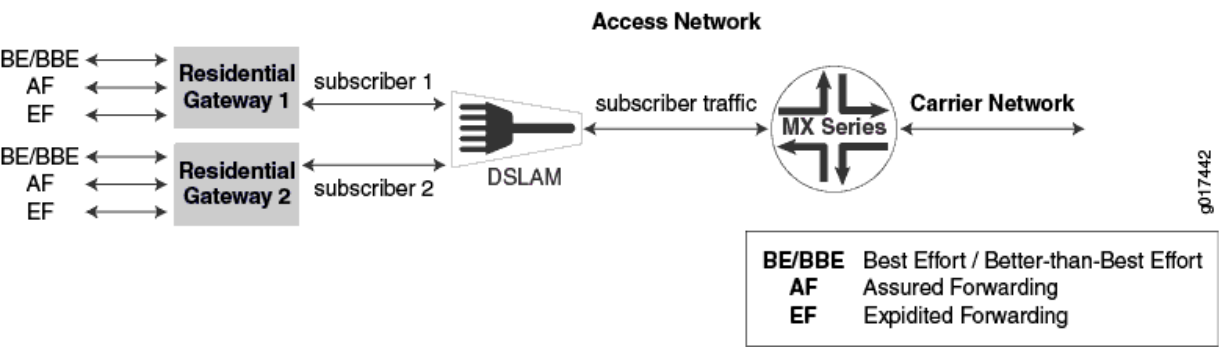 Access Network
BE/BBE
AF
EF
Residential
Gateway 1
subscriber 1
BE/BBE
AF
EF
Residential
Gateway 2
subscriber 2
DSLAM
subscriber traffic
MX Series
Carrier Network
g017442
BE/BBE Best Effort / Better-than-Best Effort
AF Assured Forwarding
EF Expidited Forwarding